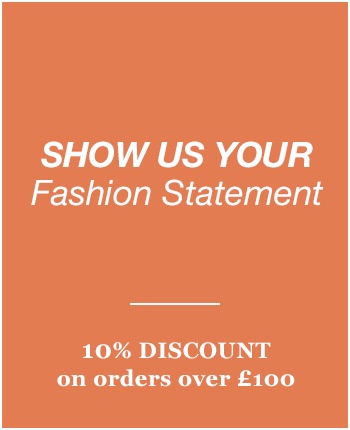 SHOW US YOUR
Fashion Statement
10% DISCOUNT
on orders over £100